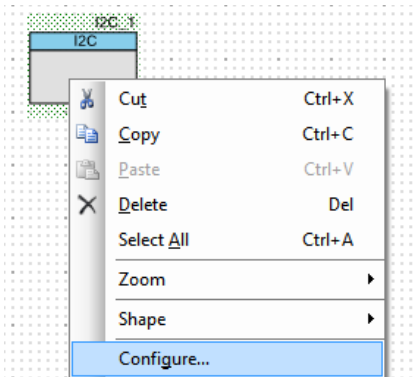 I2C_1
I2C
Cut Ctrl+X
Copy Ctrl+C
Paste Ctrl+V
Delete Del
Select All Ctrl+A
Zoom
Shape
Configure...